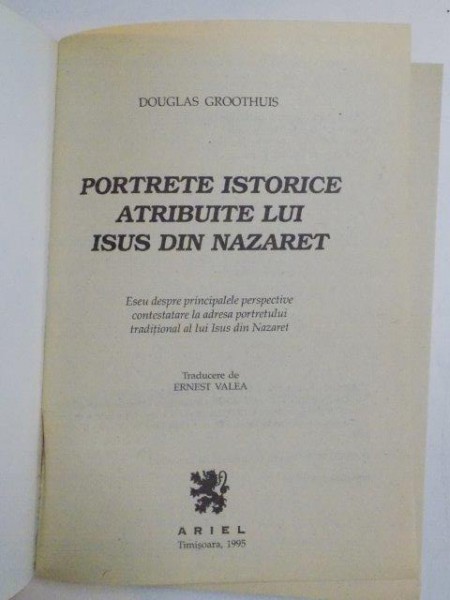 DOUGLAS GROOTHUIS
PORTRETE ISTORICE
ATRIBUITE LUI
ISUS DIN NAZARET
Eseu despre principalele perspective
contestatare la adresa portretului
tradițional al lui Isus din Nazaret
Traducere de
ERNEST VALEA
ARIEL
Timișoara, 1995